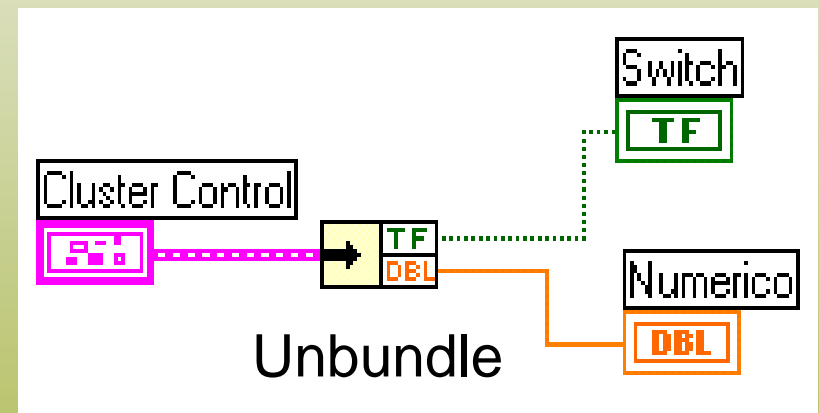 Switch
TF
Cluster Control
TF
DBL
Numerico
DBL
Unbundle